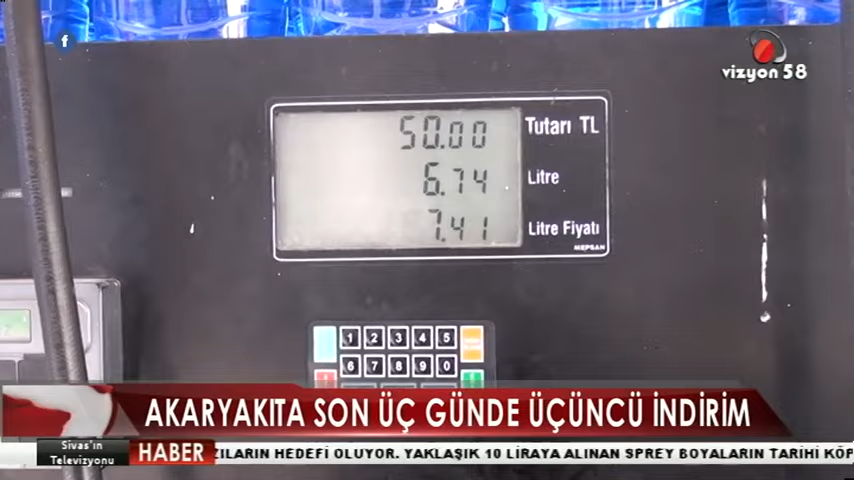 f
vizyon 58
50.00 Tutarı TL
6.74 Litre
7.41 Litre Fiyatı
MEPSAN
1 2 3 4 5
6 7 8 9 0
AKARYAKITA SON ÜÇ GÜNDE ÜÇÜNCÜ İNDİRİM
Sivas'ın
Televizyonu
HABER
ZILARIN HEDEFİ OLUYOR. YAKLAŞIK 10 LİRAYA ALINAN SPREY BOYALARIN TARİHİ KÖP